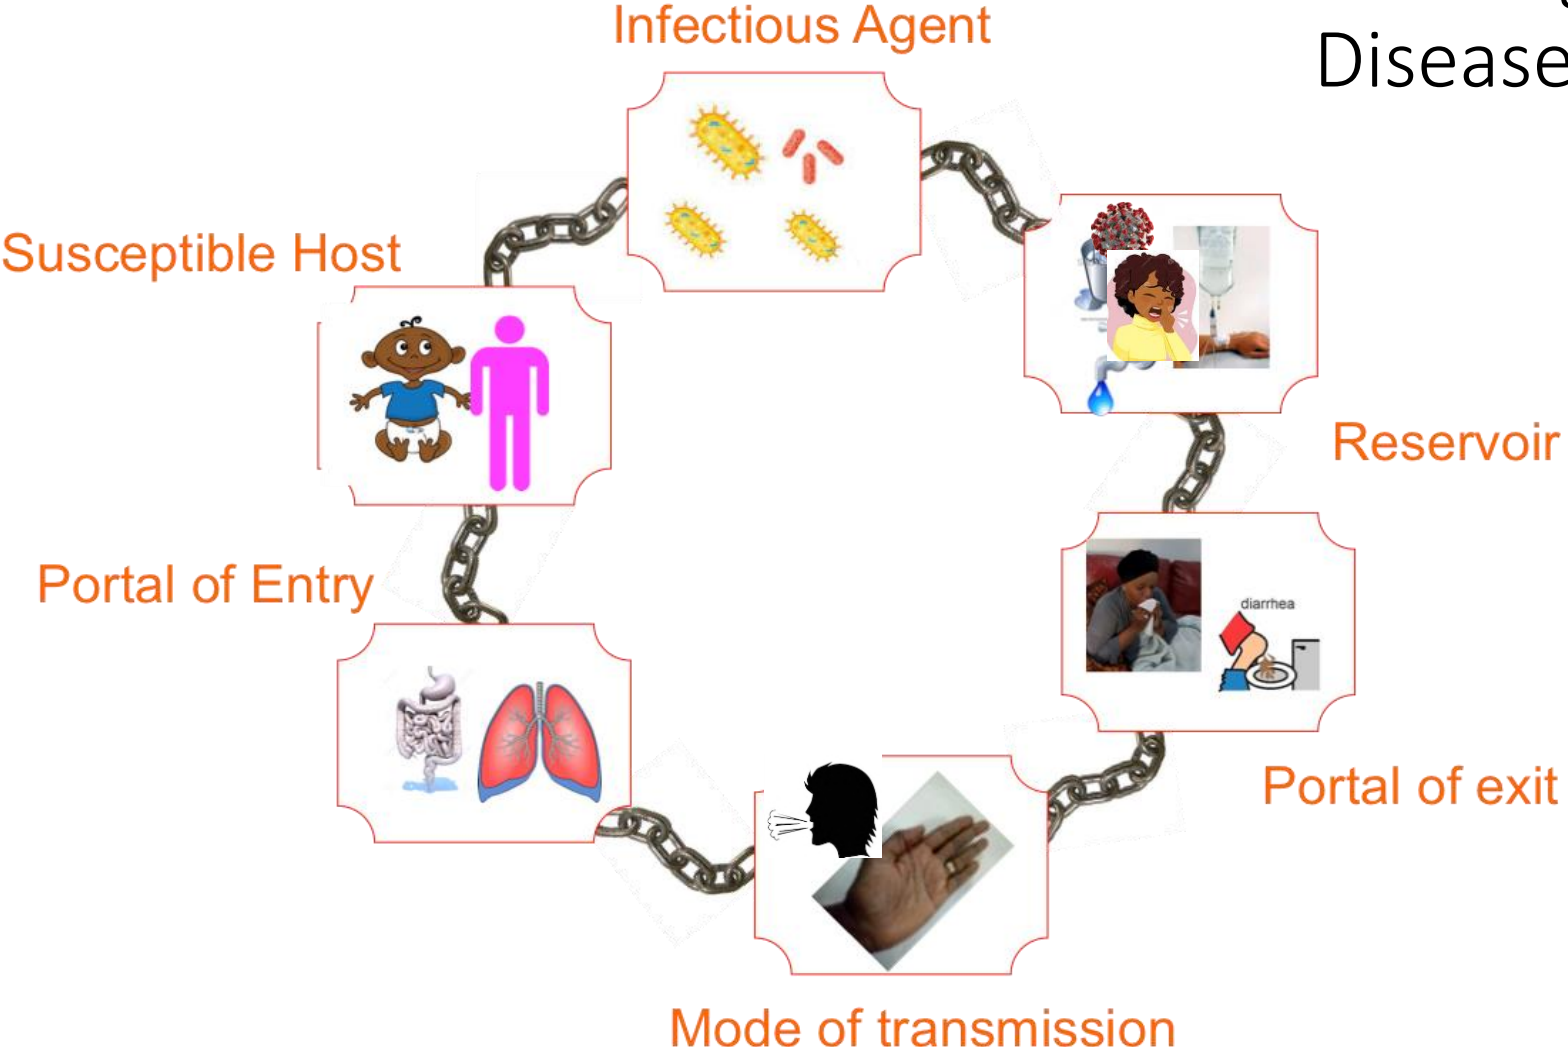 Infectious Agent
Disease
Susceptible Host
Reservoir
Portal of Entry
diarrhea
Portal of exit
Mode of transmission